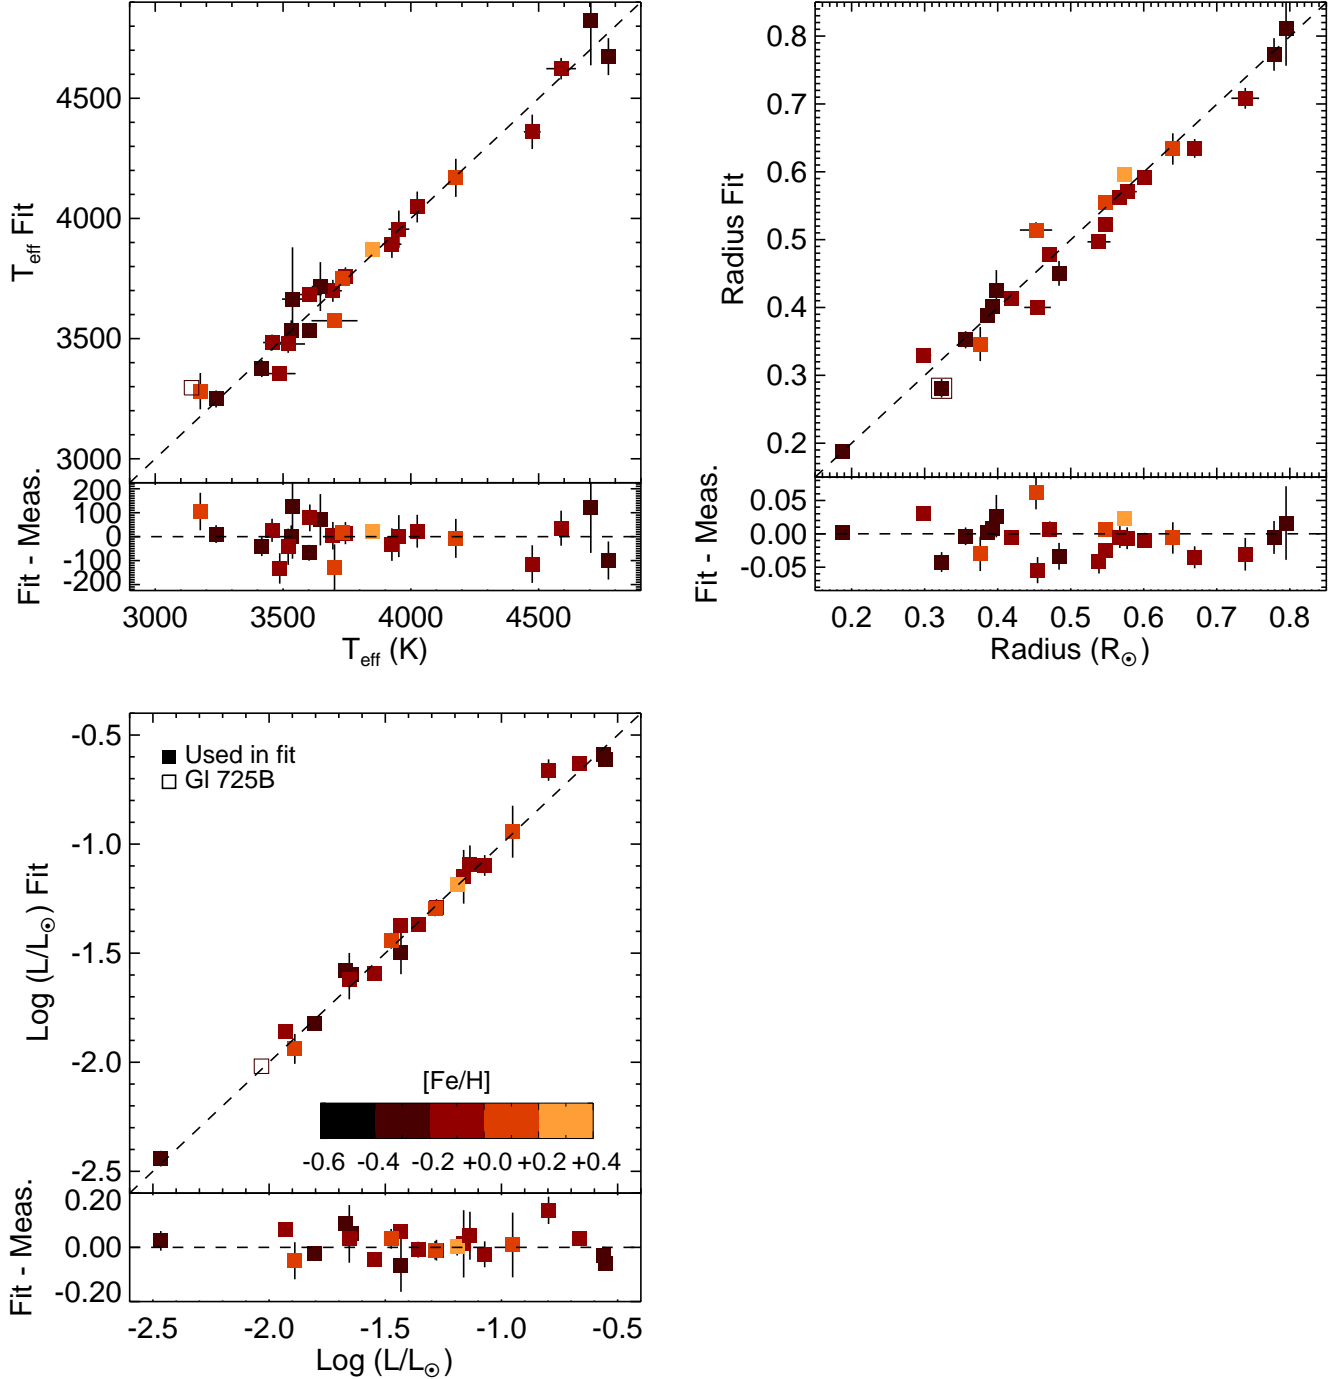 4500
4000
3500
3000
T_eff Fit
200
100
0
-100
-200
Fit - Meas.
3000 3500 4000 4500
T_eff (K)
0.8
0.7
0.6
0.5
0.4
0.3
0.2
Radius Fit
0.05
0.00
-0.05
Fit - Meas.
0.2 0.3 0.4 0.5 0.6 0.7 0.8
Radius (R_⊙)
-0.5
-1.0
-1.5
-2.0
-2.5
Log (L/L_⊙) Fit
Used in fit
Gl 725B
[Fe/H]
-0.6 -0.4 -0.2 +0.0 +0.2 +0.4
0.20
0.00
-0.20
Fit - Meas.
-2.5 -2.0 -1.5 -1.0 -0.5
Log (L/L_⊙)